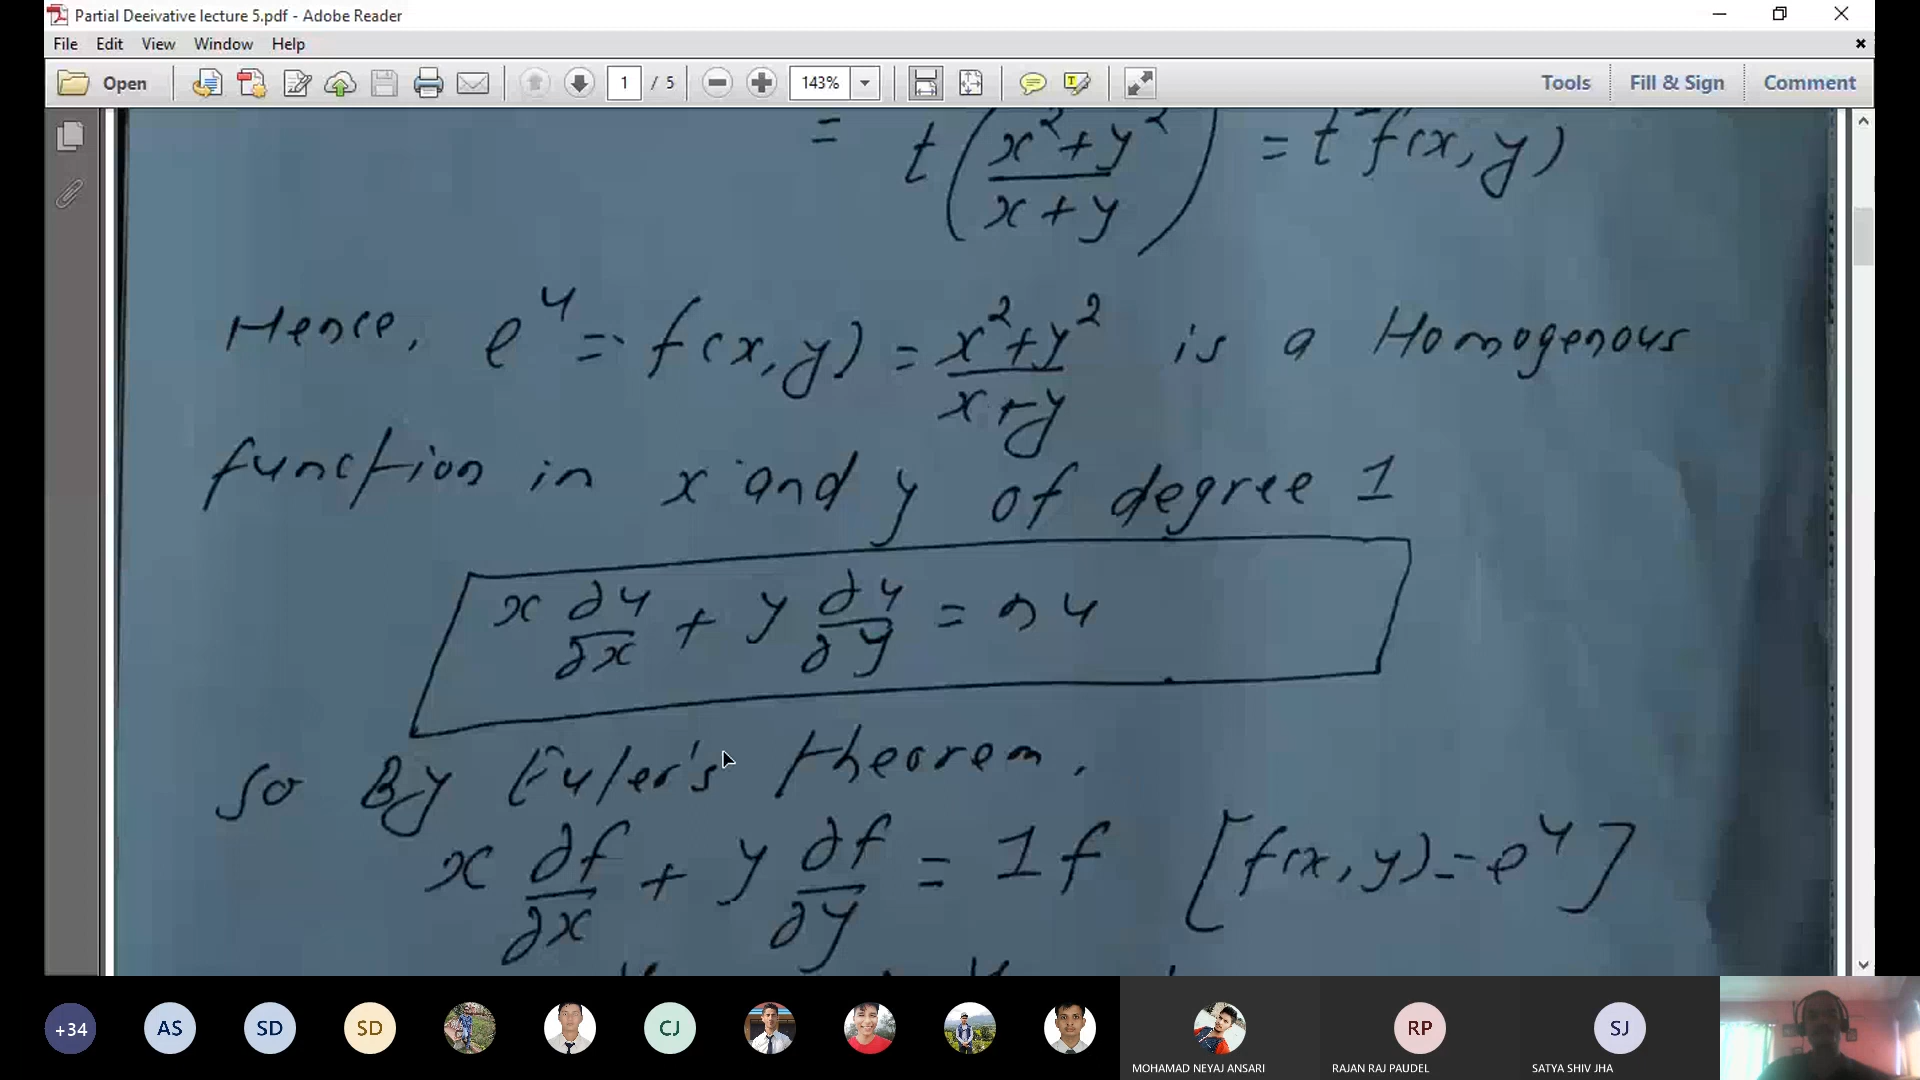 Partial Deeivative lecture 5.pdf - Adobe Reader
File Edit View Window Help
Open 1 / 5 143% Tools Fill & Sign Comment
= t(x²+y²/x+y) = t f(x, y)
Hence, e^u = f(x, y) = x²+y²/x+y is a Homogenous
function in x and y of degree 1
x ∂u/∂x + y ∂u/∂y = nu
so By Euler's theorem,
x ∂f/∂x + y ∂f/∂y = 1f [f(x, y) = e^u]
+34 AS SD SD CJ RP SJ
MOHAMAD NEYAJ ANSARI RAJAN RAJ PAUDEL SATYA SHIV JHA